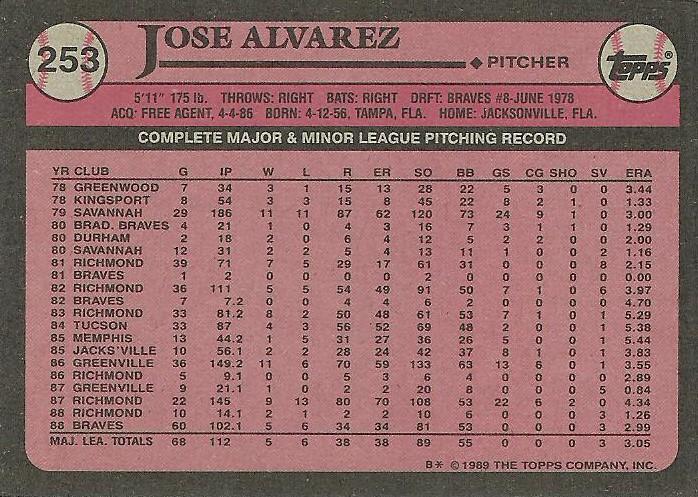 253
JOSE ALVAREZ
PITCHER
TOPPS®
5'11" 175 lb. THROWS: RIGHT BATS: RIGHT DRFT: BRAVES #8-JUNE 1978
ACQ: FREE AGENT, 4-4-86 BORN: 4-12-56, TAMPA, FLA. HOME: JACKSONVILLE, FLA.
COMPLETE MAJOR & MINOR LEAGUE PITCHING RECORD
YR CLUB G IP W L R ER SO BB GS CG SHO SV ERA
78 GREENWOOD 7 34 3 1 15 13 28 22 5 3 0 0 3.44
78 KINGSPORT 8 54 3 3 15 8 45 22 8 2 1 0 1.33
79 SAVANNAH 29 186 11 11 87 62 120 73 24 9 1 0 3.00
80 BRAD. BRAVES 4 21 1 0 4 3 16 7 3 1 1 0 1.29
80 DURHAM 2 18 2 0 6 4 12 5 2 2 0 0 2.00
80 SAVANNAH 12 31 2 2 5 4 13 11 1 0 0 2 1.16
81 RICHMOND 39 71 7 5 29 17 61 31 0 0 0 8 2.15
81 BRAVES 1 2 0 0 0 0 2 0 0 0 0 0 0.00
82 RICHMOND 36 111 5 5 54 49 91 50 7 1 0 6 3.97
82 BRAVES 7 7.2 0 0 4 4 6 2 0 0 0 0 4.70
83 RICHMOND 33 81.2 8 2 50 48 61 53 7 1 0 1 5.29
84 TUCSON 33 87 4 3 56 52 69 48 2 0 0 1 5.38
85 MEMPHIS 13 44.2 1 5 31 27 36 26 5 0 0 1 5.44
85 JACKS'VILLE 10 56.1 2 2 28 24 42 37 8 1 0 0 3.83
86 GREENVILLE 36 149.2 11 6 70 59 133 63 13 6 0 1 3.55
86 RICHMOND 5 9.1 0 0 5 3 6 4 0 0 0 0 2.89
87 GREENVILLE 9 21.1 1 0 2 2 20 8 0 0 0 5 0.84
87 RICHMOND 22 145 9 13 80 70 108 53 22 6 2 0 4.34
88 RICHMOND 10 14.1 2 1 2 2 10 6 0 0 0 3 1.26
88 BRAVES 60 102.1 5 6 34 34 81 53 0 0 0 3 2.99
MAJ. LEA. TOTALS 68 112 5 6 38 38 89 55 0 0 0 3 3.05
B* © 1989 THE TOPPS COMPANY, INC.